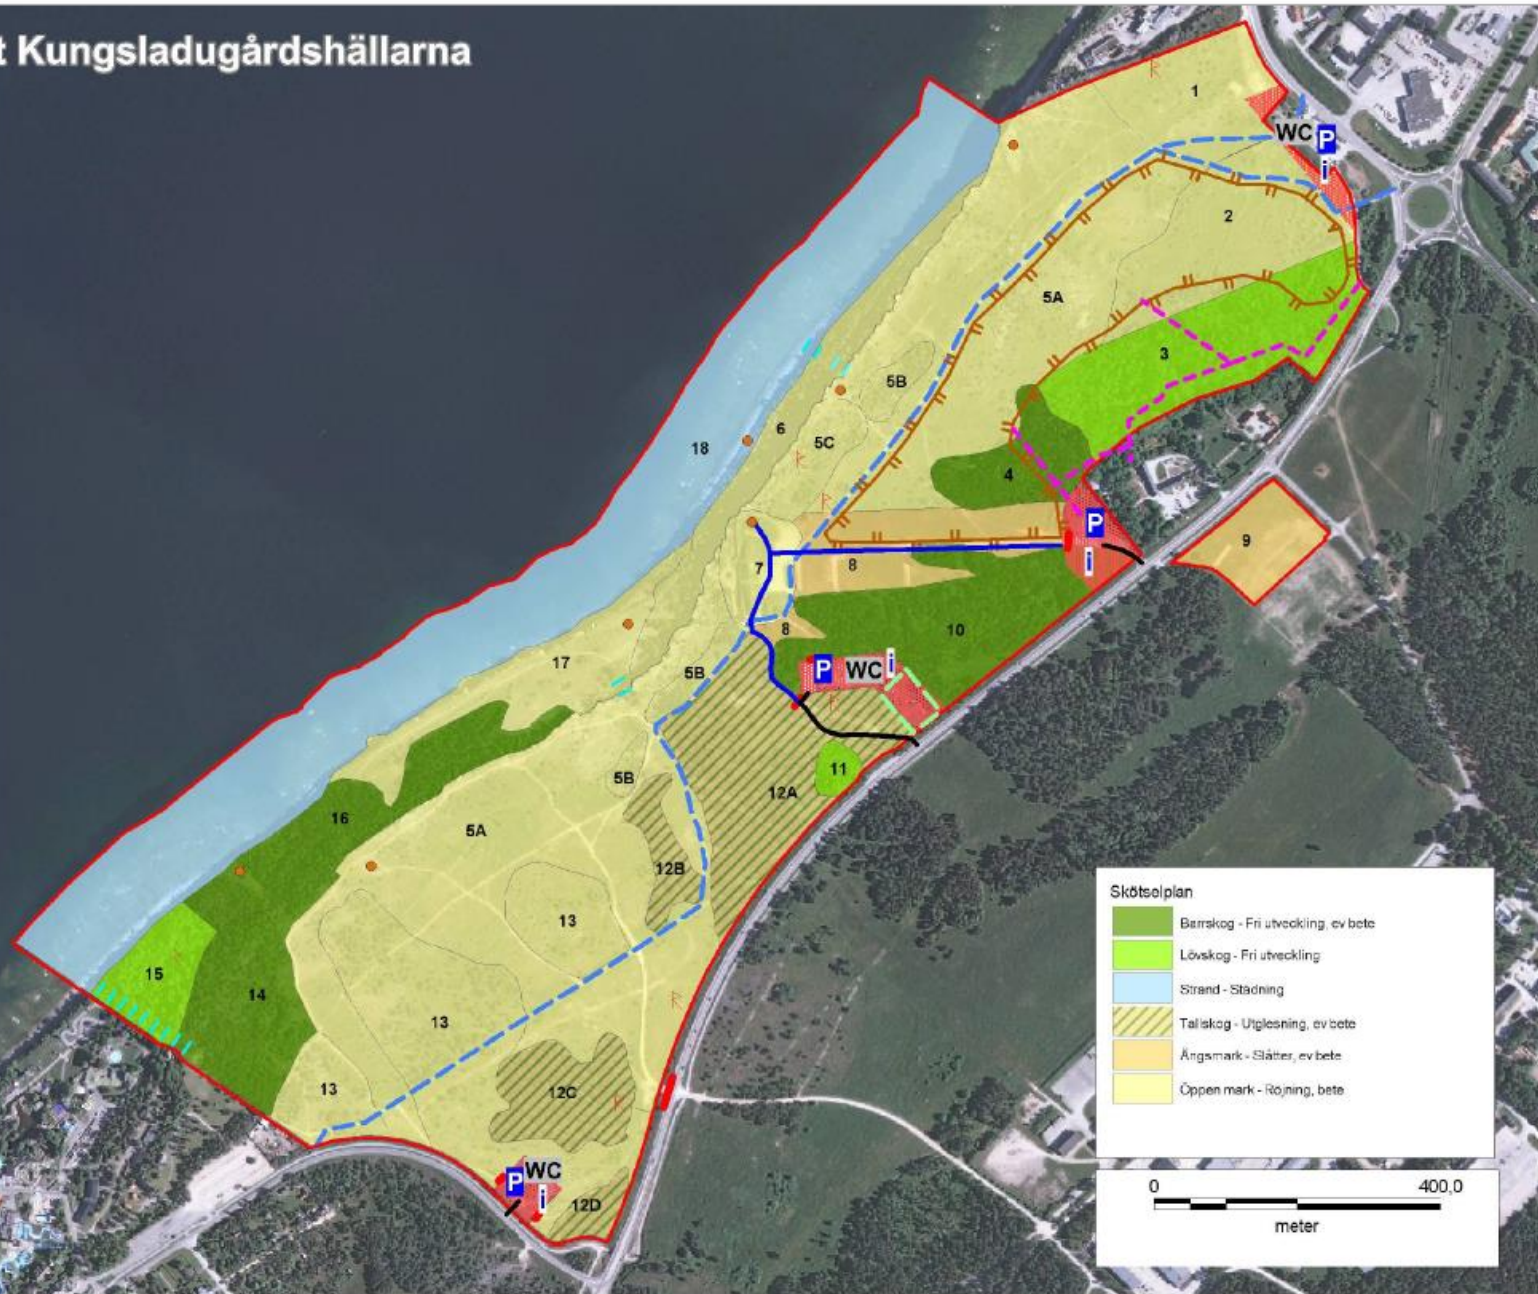 t Kungsladugårdshällarna
1
WC P
i
2
5A
3
5B
18
6
5C
4
P
i
9
7
8
8
10
P WC i
17
5B
5B
11
12A
16
5A
12B
13
15
14
13
13
12C
P WC
i
12D
Skötselplan
Barrskog - Fri utveckling, ev bete
Lövskog - Fri utveckling
Strand - Städning
Tallskog - Utglesning, ev bete
Ängsmark - Slåtter, ev bete
Öppen mark - Röjning, bete
0 400,0
meter